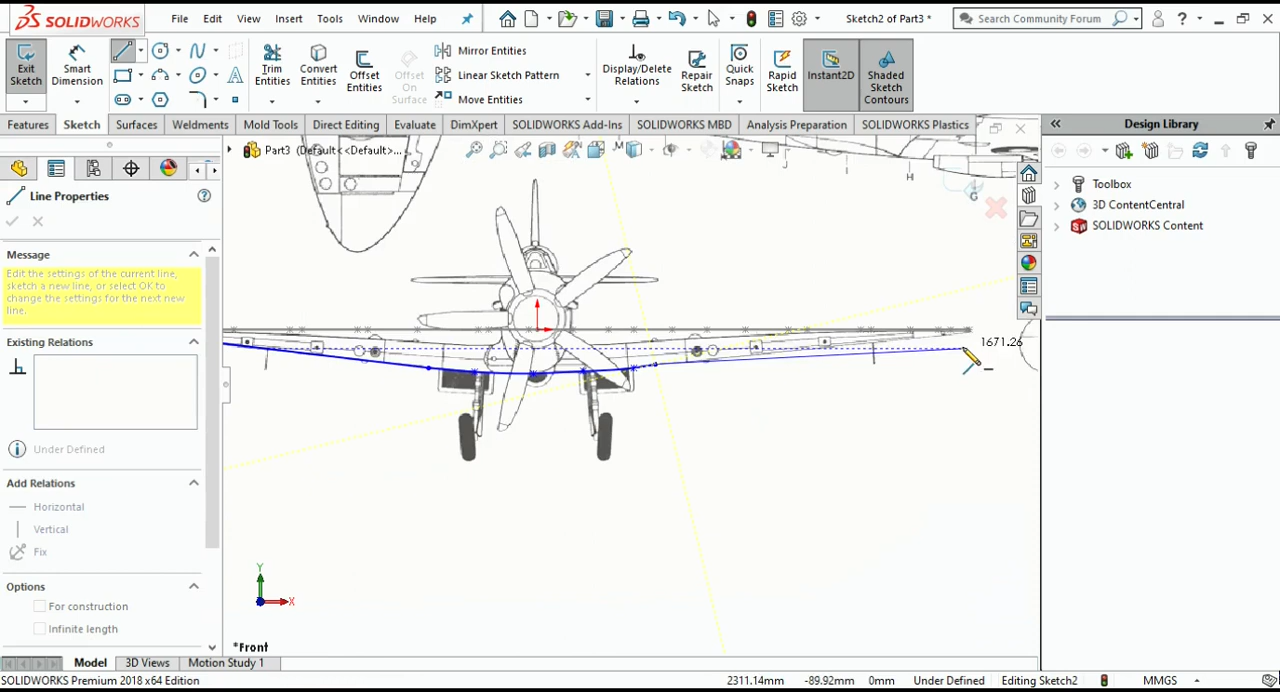 SOLIDWORKS File Edit View Insert Tools Window Help Sketch2 of Part3 * Search Community Forum ?
Exit Sketch Smart Dimension Trim Entities Convert Entities Offset Entities Offset On Surface Mirror Entities Linear Sketch Pattern Move Entities Display/Delete Relations Repair Sketch Quick Snaps Rapid Sketch Instant2D Shaded Sketch Contours
Features Sketch Surfaces Weldments Mold Tools Direct Editing Evaluate DimXpert SOLIDWORKS Add-Ins SOLIDWORKS MBD Analysis Preparation SOLIDWORKS Plastics
Design Library
Part3 (Default<<Default>...
M
J
I
H
G
Toolbox
3D ContentCentral
SOLIDWORKS Content
Line Properties
Message
Edit the settings of the current line,
sketch a new line, or select OK to
change the settings for the next new
line.
Existing Relations
Under Defined
Add Relations
Horizontal
Vertical
Fix
Options
For construction
Infinite length
1671.26
Y
X
*Front
Model 3D Views Motion Study 1
SOLIDWORKS Premium 2018 x64 Edition 2311.14mm -89.92mm 0mm Under Defined Editing Sketch2 MMGS